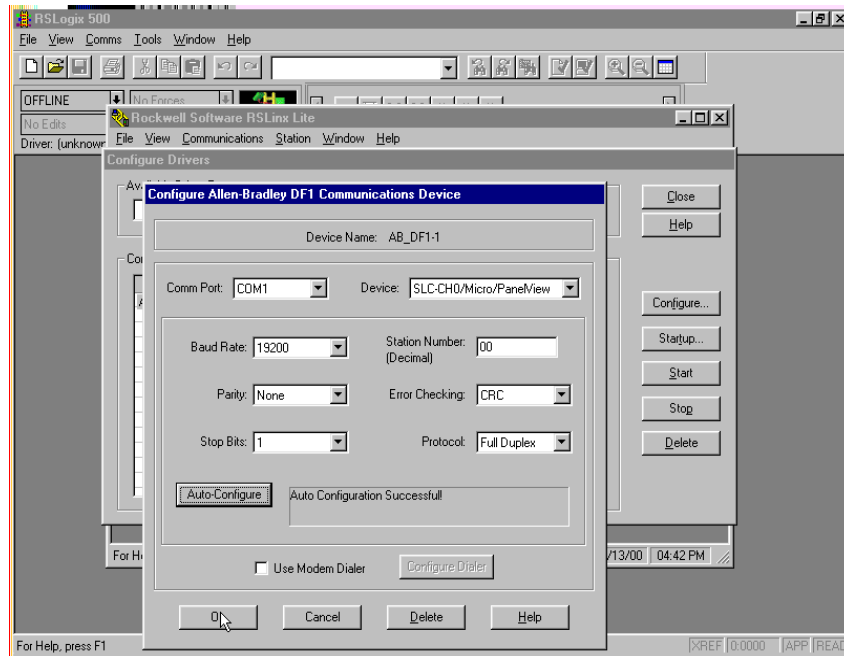 RSLogix 500
File View Comms Tools Window Help
OFFLINE No Forces
No Edits
Driver: (unknown
Rockwell Software RSLinx Lite
File View Communications Station Window Help
Configure Drivers
Close
Help
Configure...
Startup...
Start
Stop
Delete
Configure Allen-Bradley DF1 Communications Device
Device Name: AB_DF1-1
Comm Port: COM1 Device: SLC-CH0/Micro/PanelView
Baud Rate: 19200 Station Number: 00
(Decimal)
Parity: None Error Checking: CRC
Stop Bits: 1 Protocol: Full Duplex
Auto-Configure Auto Configuration Successful!
Use Modem Dialer Configure Dialer
Cancel Delete Help
/13/00 04:42 PM
For Help, press F1 XREF 0:0000 APP READ